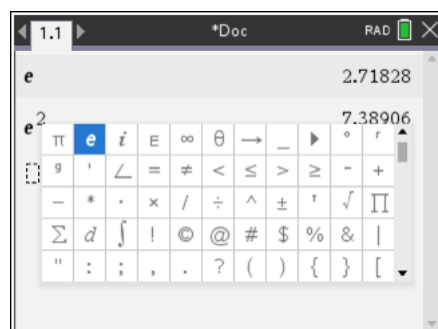 1.1 *Doc RAD
e 2.71828
e² 7.38906
π e i E ∞ θ → _ ▶ ° r
g ' ∠ = ≠ < ≤ > ≥ - +
− * · × / ÷ ^ ± ᵀ √ ∏
Σ d ∫ ! © @ # $ % & |
" : ; , . ? ( ) { } [